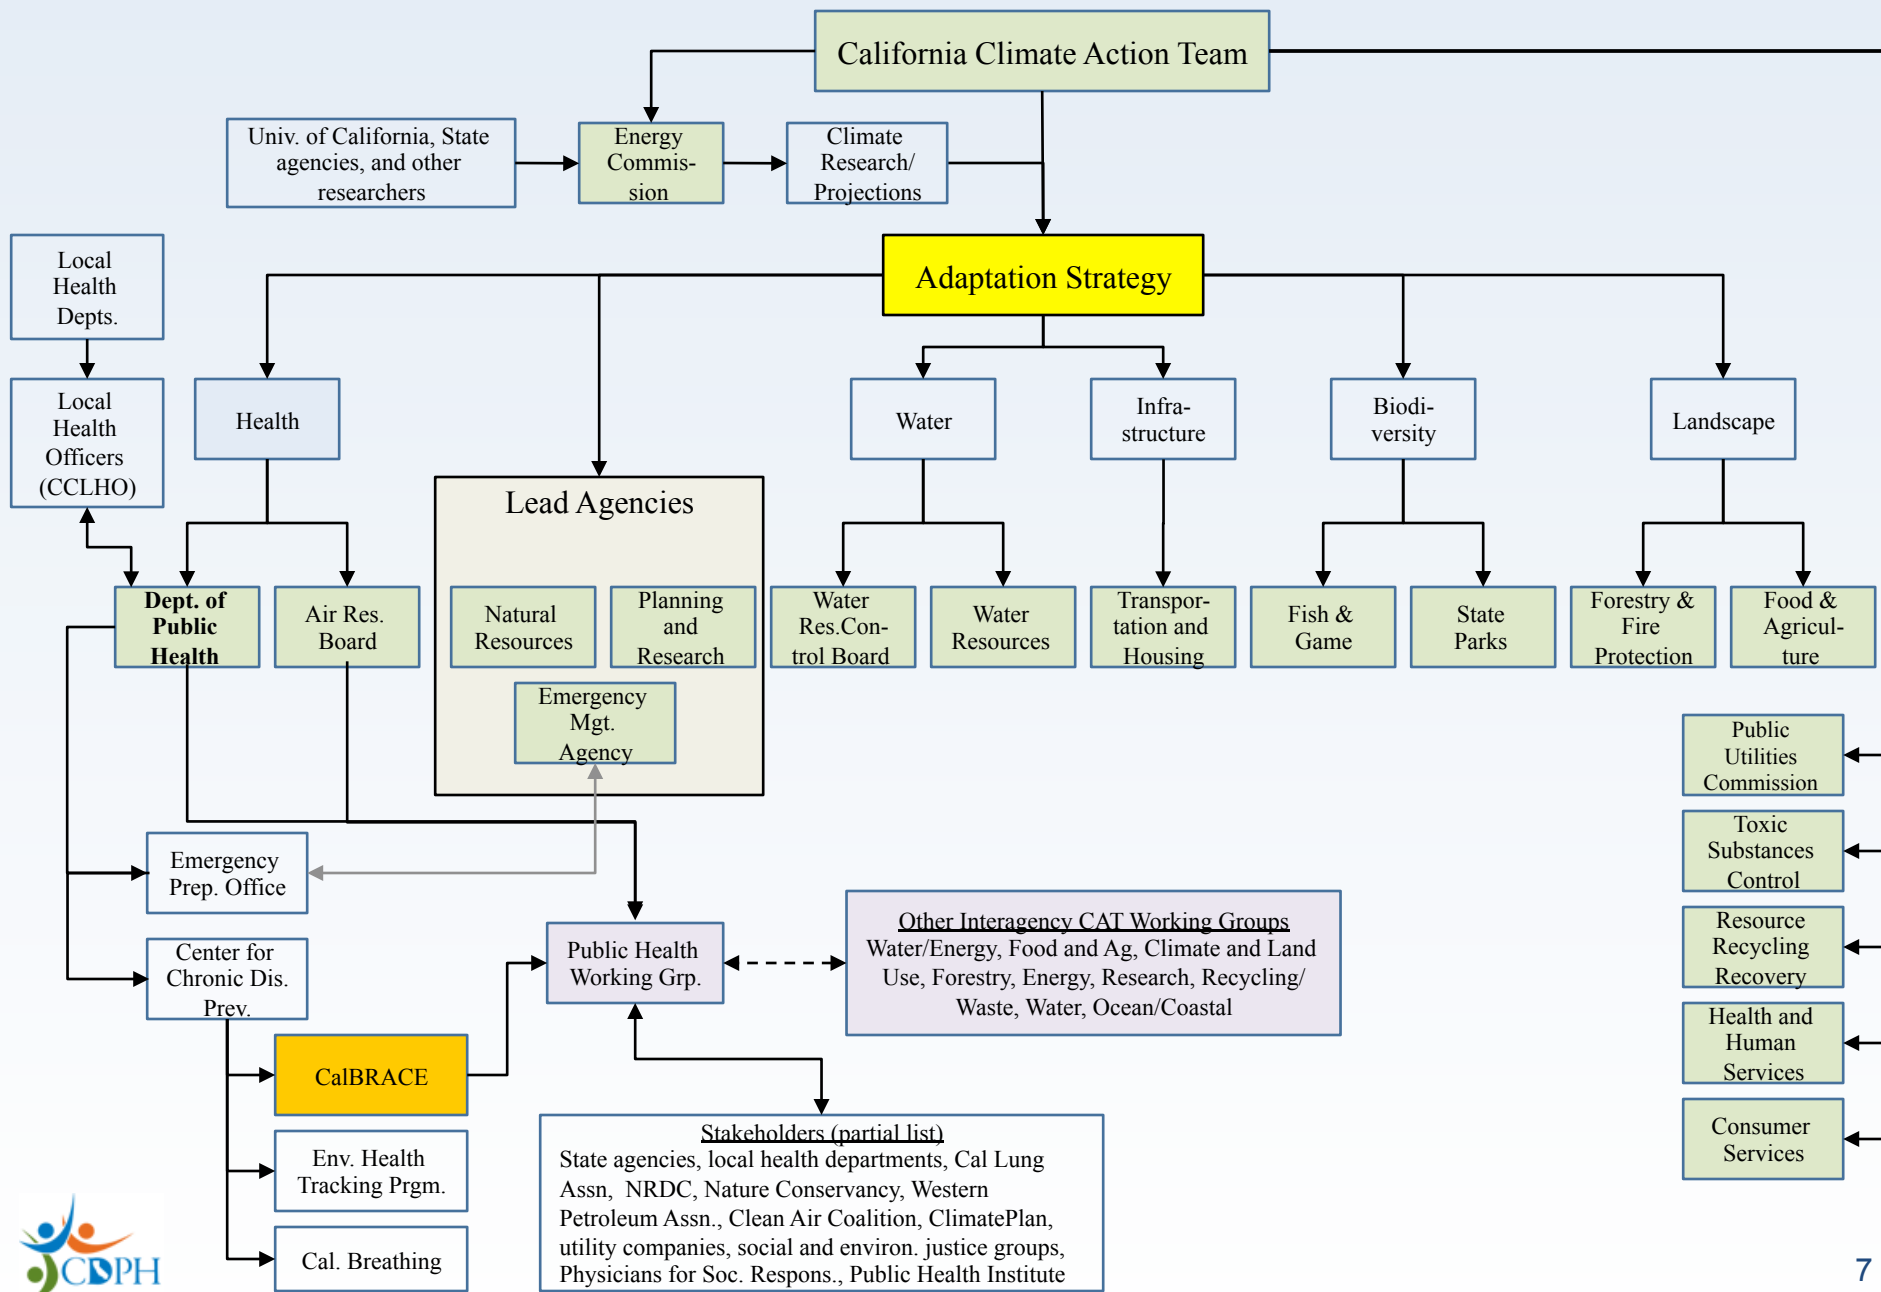 California Climate Action Team
Univ. of California, State
agencies, and other
researchers
Energy
Commis-
sion
Climate
Research/
Projections
Adaptation Strategy
Local
Health
Depts.
Local
Health
Officers
(CCLHO)
Health
Water
Infra-
structure
Biodi-
versity
Landscape
Lead Agencies
Dept. of
Public
Health
Air Res.
Board
Natural
Resources
Planning
and
Research
Emergency
Mgt.
Agency
Water
Res.Con-
trol Board
Water
Resources
Transpor-
tation and
Housing
Fish &
Game
State
Parks
Forestry &
Fire
Protection
Food &
Agricul-
ture
Public
Utilities
Commission
Toxic
Substances
Control
Resource
Recycling
Recovery
Health and
Human
Services
Consumer
Services
Emergency
Prep. Office
Center for
Chronic Dis.
Prev.
Public Health
Working Grp.
Other Interagency CAT Working Groups
Water/Energy, Food and Ag, Climate and Land
Use, Forestry, Energy, Research, Recycling/
Waste, Water, Ocean/Coastal
CalBRACE
Env. Health
Tracking Prgm.
Cal. Breathing
Stakeholders (partial list)
State agencies, local health departments, Cal Lung
Assn, NRDC, Nature Conservancy, Western
Petroleum Assn., Clean Air Coalition, ClimatePlan,
utility companies, social and environ. justice groups,
Physicians for Soc. Respons., Public Health Institute
CDPH
7